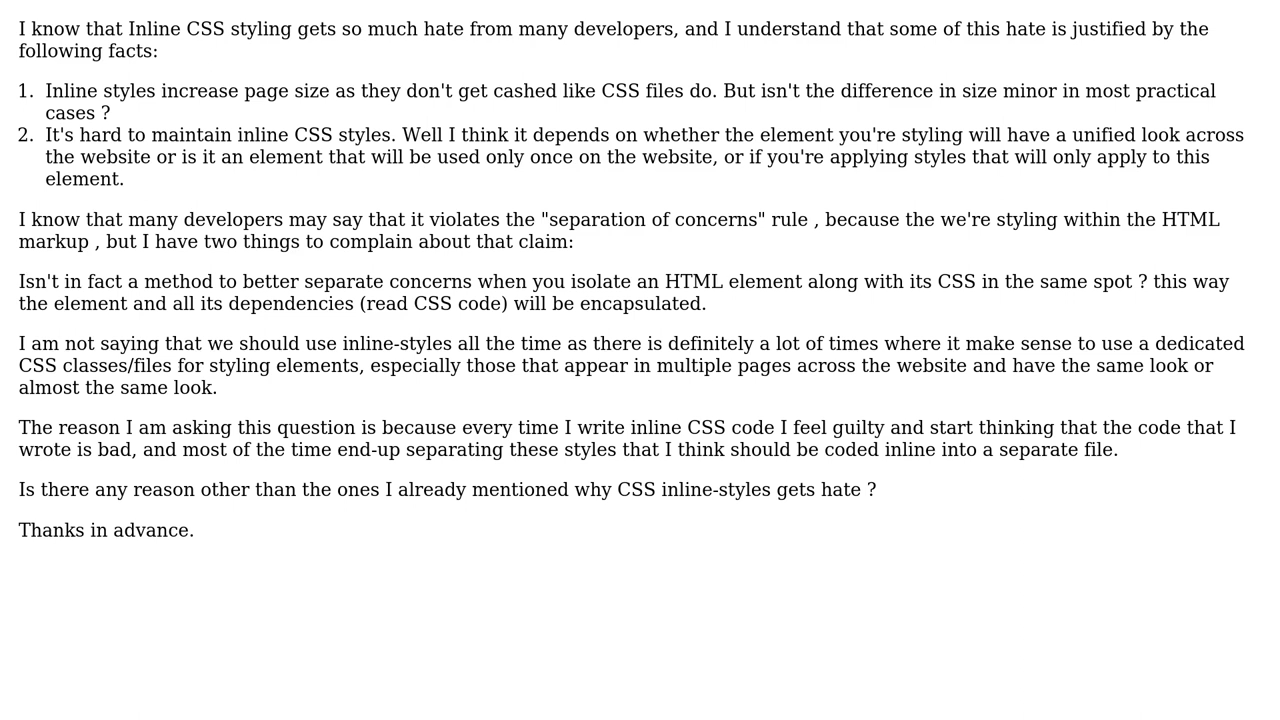 I know that Inline CSS styling gets so much hate from many developers, and I understand that some of this hate is justified by the
following facts:
1. Inline styles increase page size as they don't get cashed like CSS files do. But isn't the difference in size minor in most practical
cases ?
2. It's hard to maintain inline CSS styles. Well I think it depends on whether the element you're styling will have a unified look across
the website or is it an element that will be used only once on the website, or if you're applying styles that will only apply to this
element.
I know that many developers may say that it violates the "separation of concerns" rule , because the we're styling within the HTML
markup , but I have two things to complain about that claim:
Isn't in fact a method to better separate concerns when you isolate an HTML element along with its CSS in the same spot ? this way
the element and all its dependencies (read CSS code) will be encapsulated.
I am not saying that we should use inline-styles all the time as there is definitely a lot of times where it make sense to use a dedicated
CSS classes/files for styling elements, especially those that appear in multiple pages across the website and have the same look or
almost the same look.
The reason I am asking this question is because every time I write inline CSS code I feel guilty and start thinking that the code that I
wrote is bad, and most of the time end-up separating these styles that I think should be coded inline into a separate file.
Is there any reason other than the ones I already mentioned why CSS inline-styles gets hate ?
Thanks in advance.